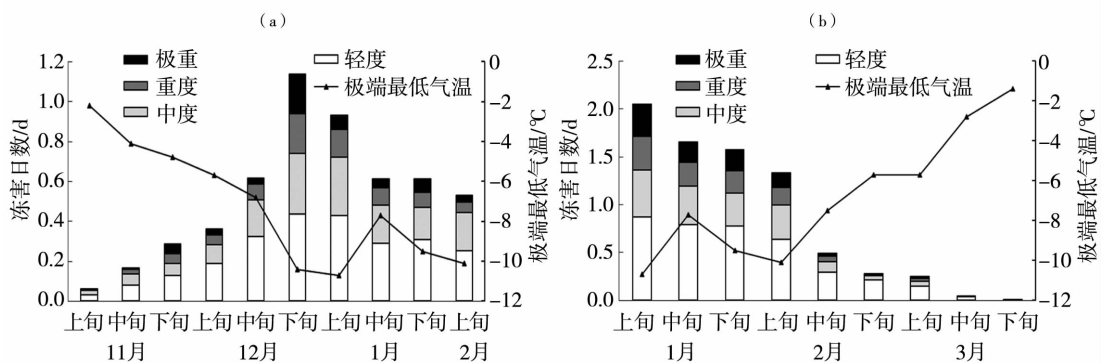 （a）
极重 轻度
重度 极端最低气温
中度
冻害日数/d
1.2
1.0
0.8
0.6
0.4
0.2
0.0
0
-2
-4
-6
-8
-10
-12
极端最低气温/℃
上旬 中旬 下旬 上旬 中旬 下旬 上旬 中旬 下旬 上旬
11月 12月 1月 2月
（b）
极重 轻度
重度 极端最低气温
中度
冻害日数/d
2.5
2.0
1.5
1.0
0.5
0.0
0
-2
-4
-6
-8
-10
-12
极端最低气温/℃
上旬 中旬 下旬 上旬 中旬 下旬 上旬 中旬 下旬
1月 2月 3月